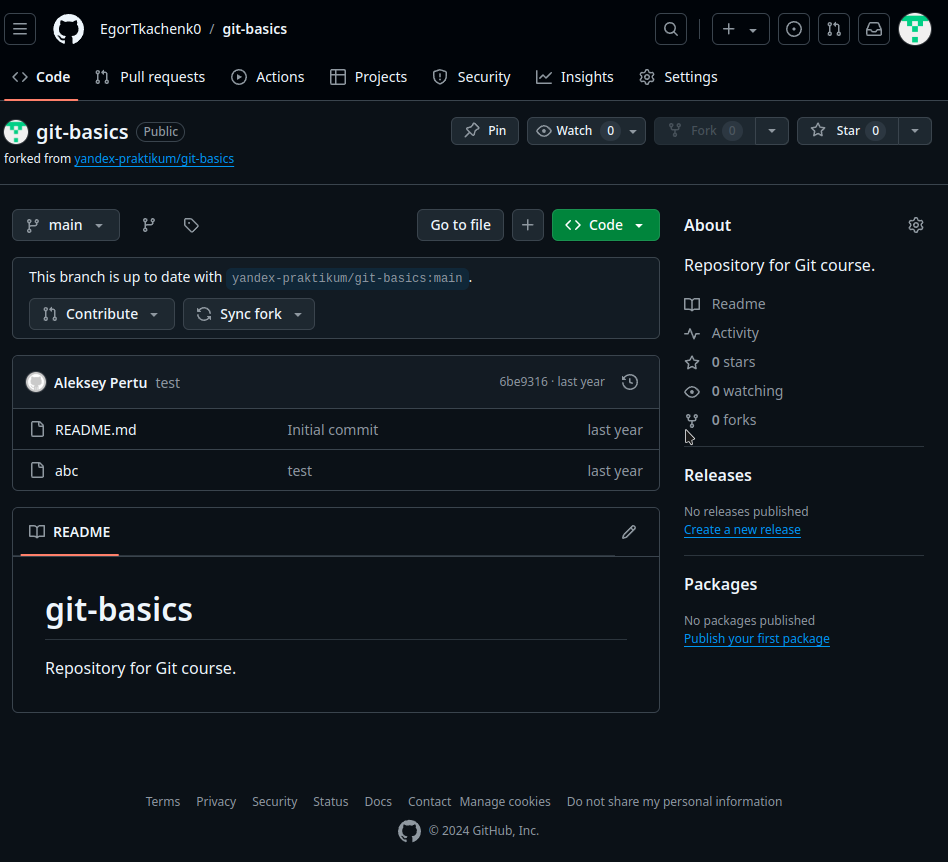 EgorTkachenk0 / git-basics
Code Pull requests Actions Projects Security Insights Settings
git-basics Public Pin Watch 0 Fork 0 Star 0
forked from yandex-praktikum/git-basics
main Go to file Code
This branch is up to date with yandex-praktikum/git-basics:main .
Contribute Sync fork
Aleksey Pertu test 6be9316 · last year
README.md Initial commit last year
abc test last year
README
git-basics
Repository for Git course.
About
Repository for Git course.
Readme
Activity
0 stars
0 watching
0 forks
Releases
No releases published
Create a new release
Packages
No packages published
Publish your first package
Terms Privacy Security Status Docs Contact Manage cookies Do not share my personal information
© 2024 GitHub, Inc.